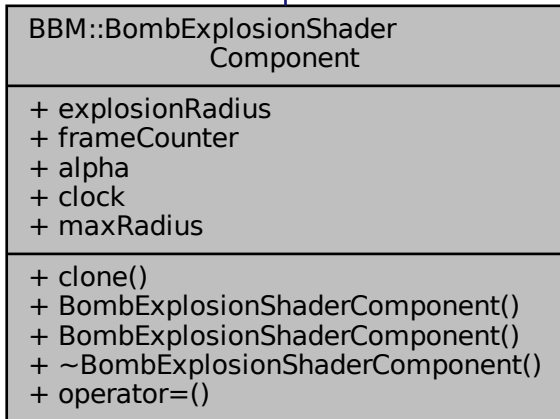 BBM::BombExplosionShader
Component
+ explosionRadius
+ frameCounter
+ alpha
+ clock
+ maxRadius
+ clone()
+ BombExplosionShaderComponent()
+ BombExplosionShaderComponent()
+ ~BombExplosionShaderComponent()
+ operator=()